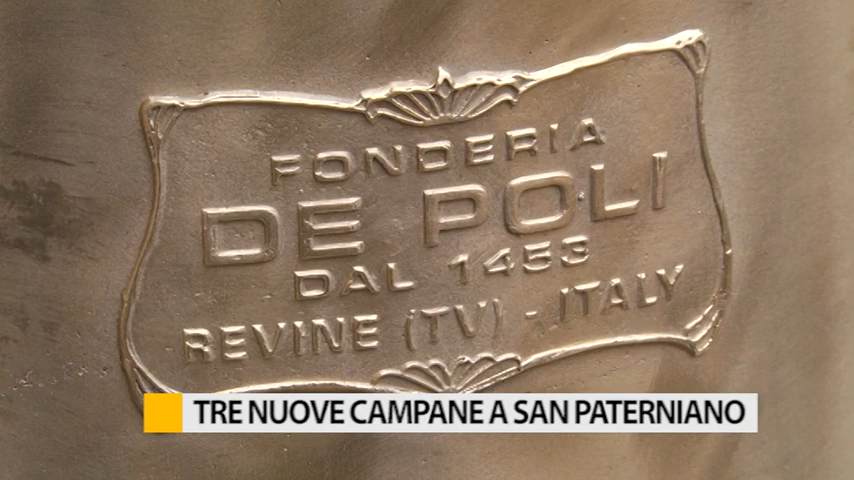 FONDERIA
DE POLI
DAL 1453
REVINE (TV) - ITALY
TRE NUOVE CAMPANE A SAN PATERNIANO